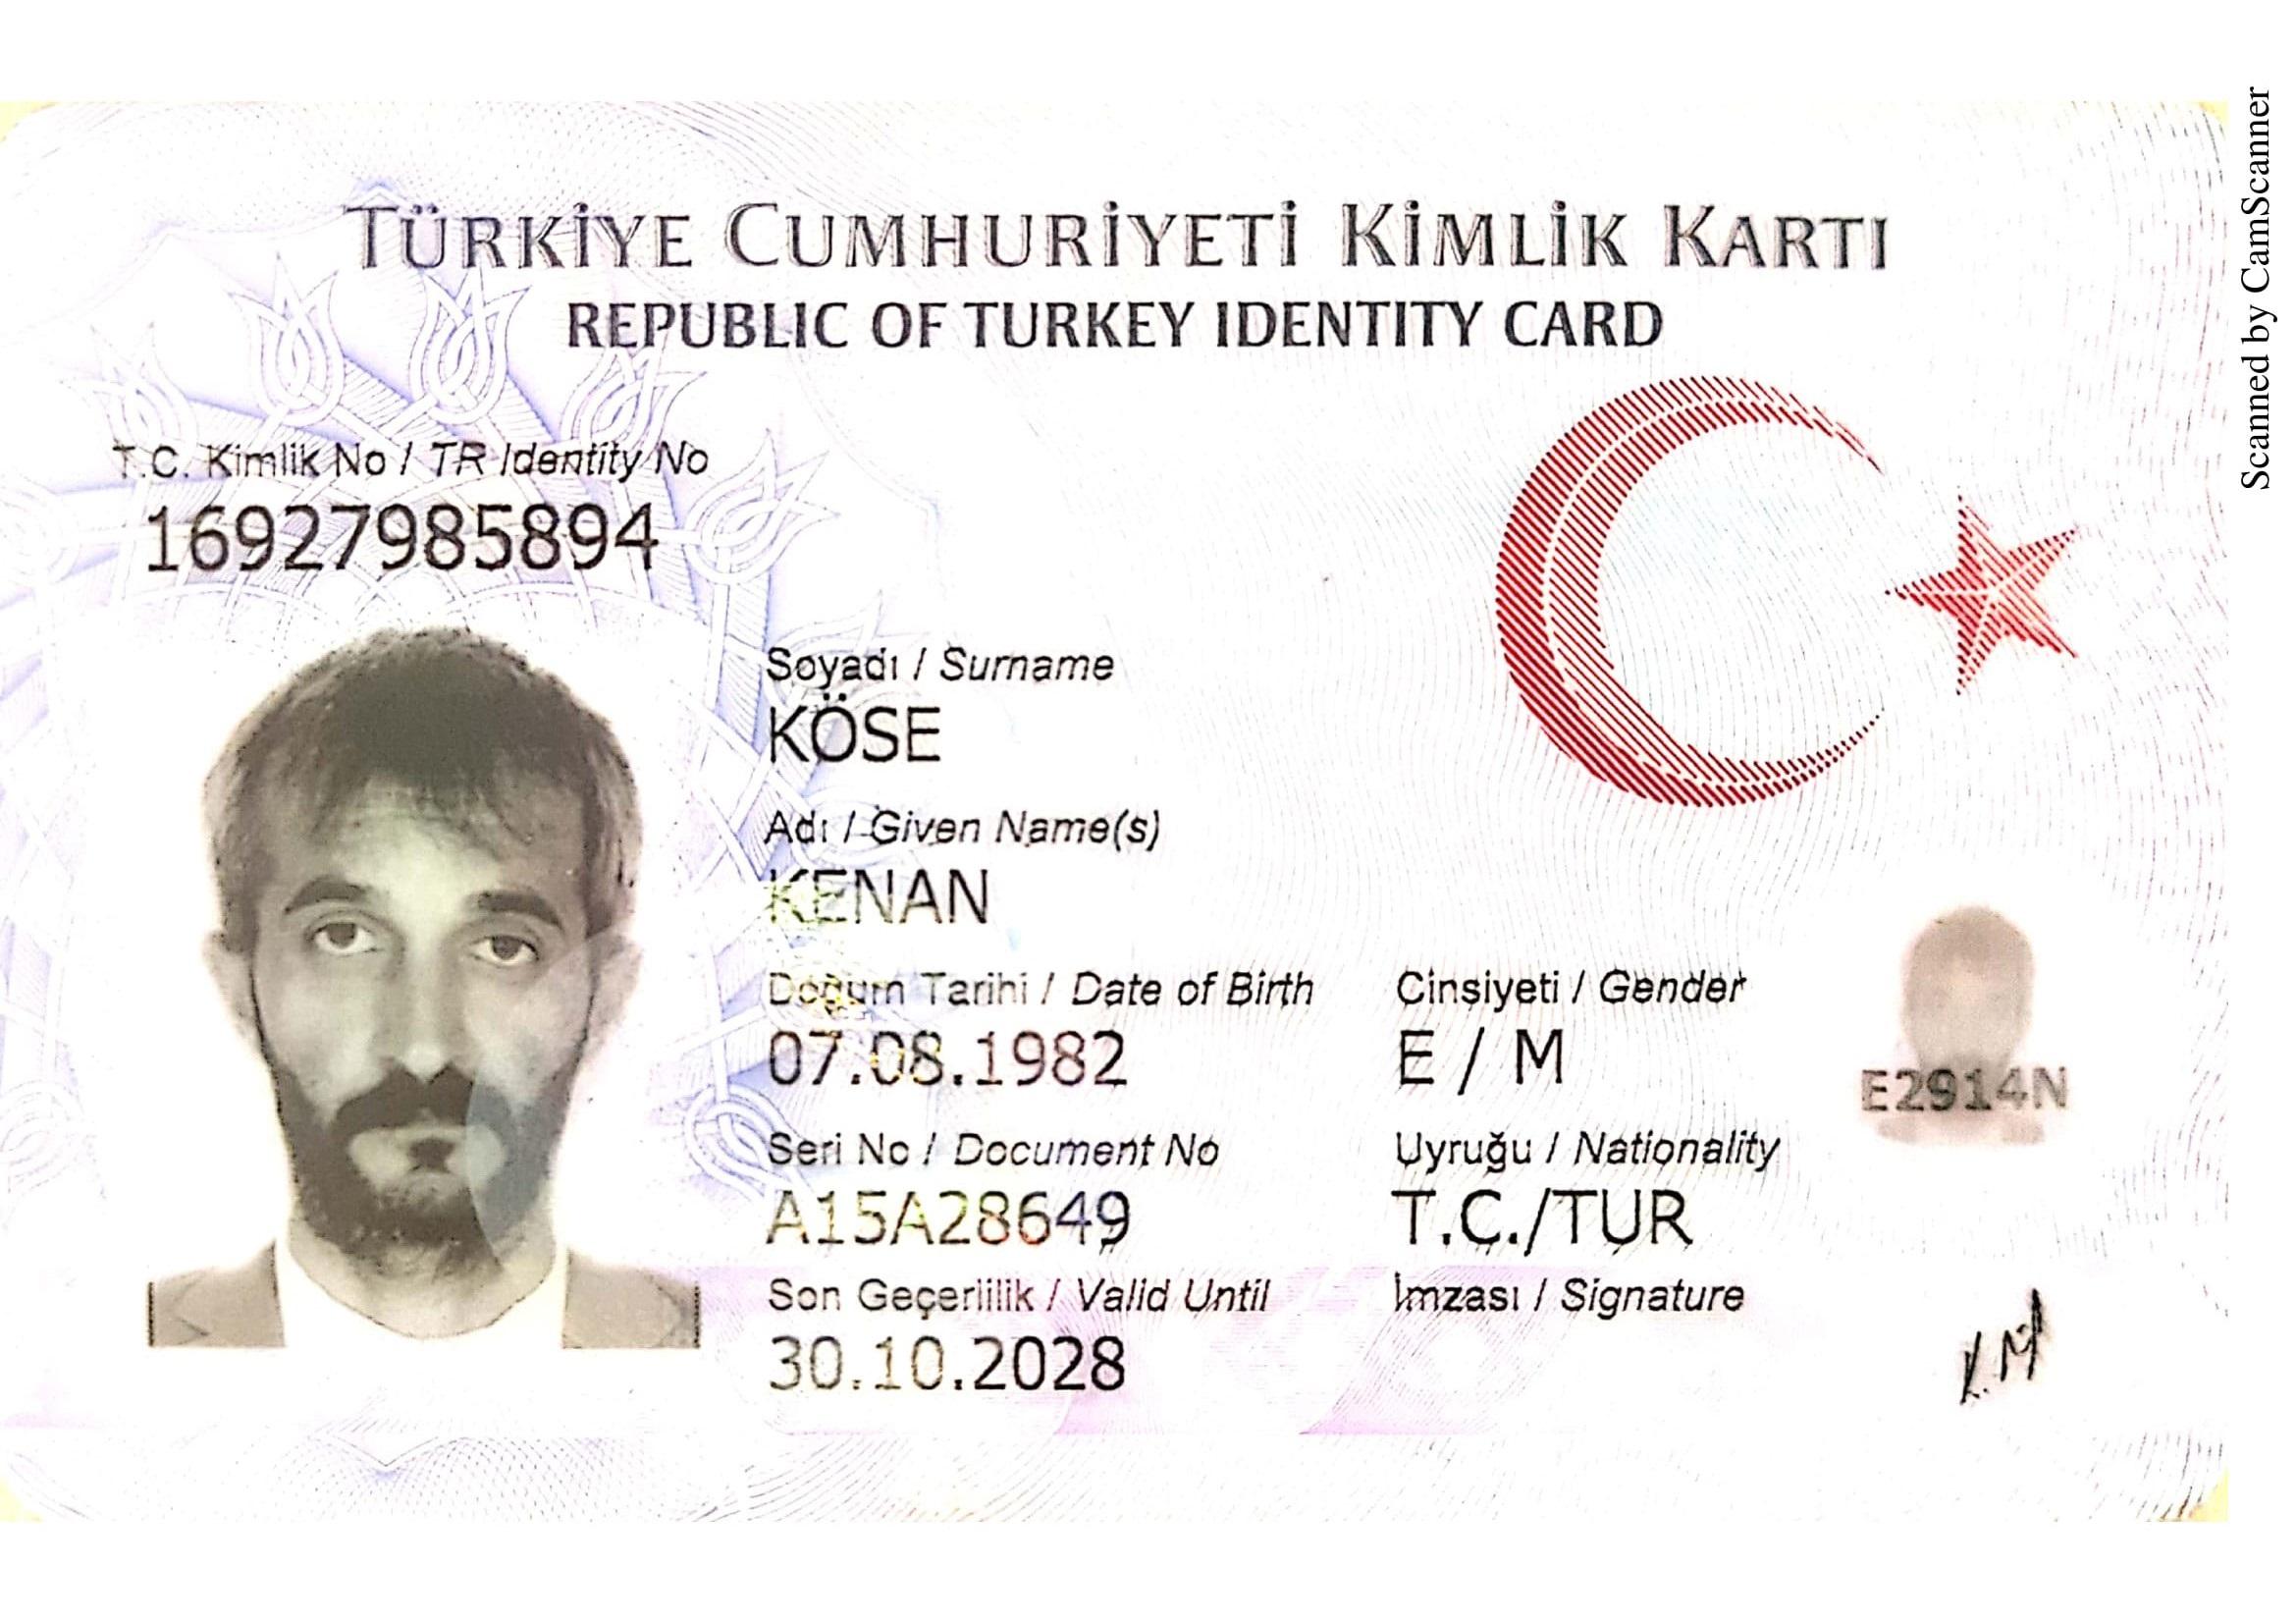 TÜRKİYE CUMHURİYETİ KİMLİK KARTI
REPUBLIC OF TURKEY IDENTITY CARD
T.C. Kimlik No / TR Identity No
16927985894
Soyadı / Surname
KÖSE
Adı / Given Name(s)
KENAN
Doğum Tarihi / Date of Birth
07.08.1982
Cinsiyeti / Gender
E / M
E2914N
Seri No / Document No
A15A28649
Uyruğu / Nationality
T.C./TUR
Son Geçerlilik / Valid Until
30.10.2028
İmzası / Signature
Scanned by CamScanner